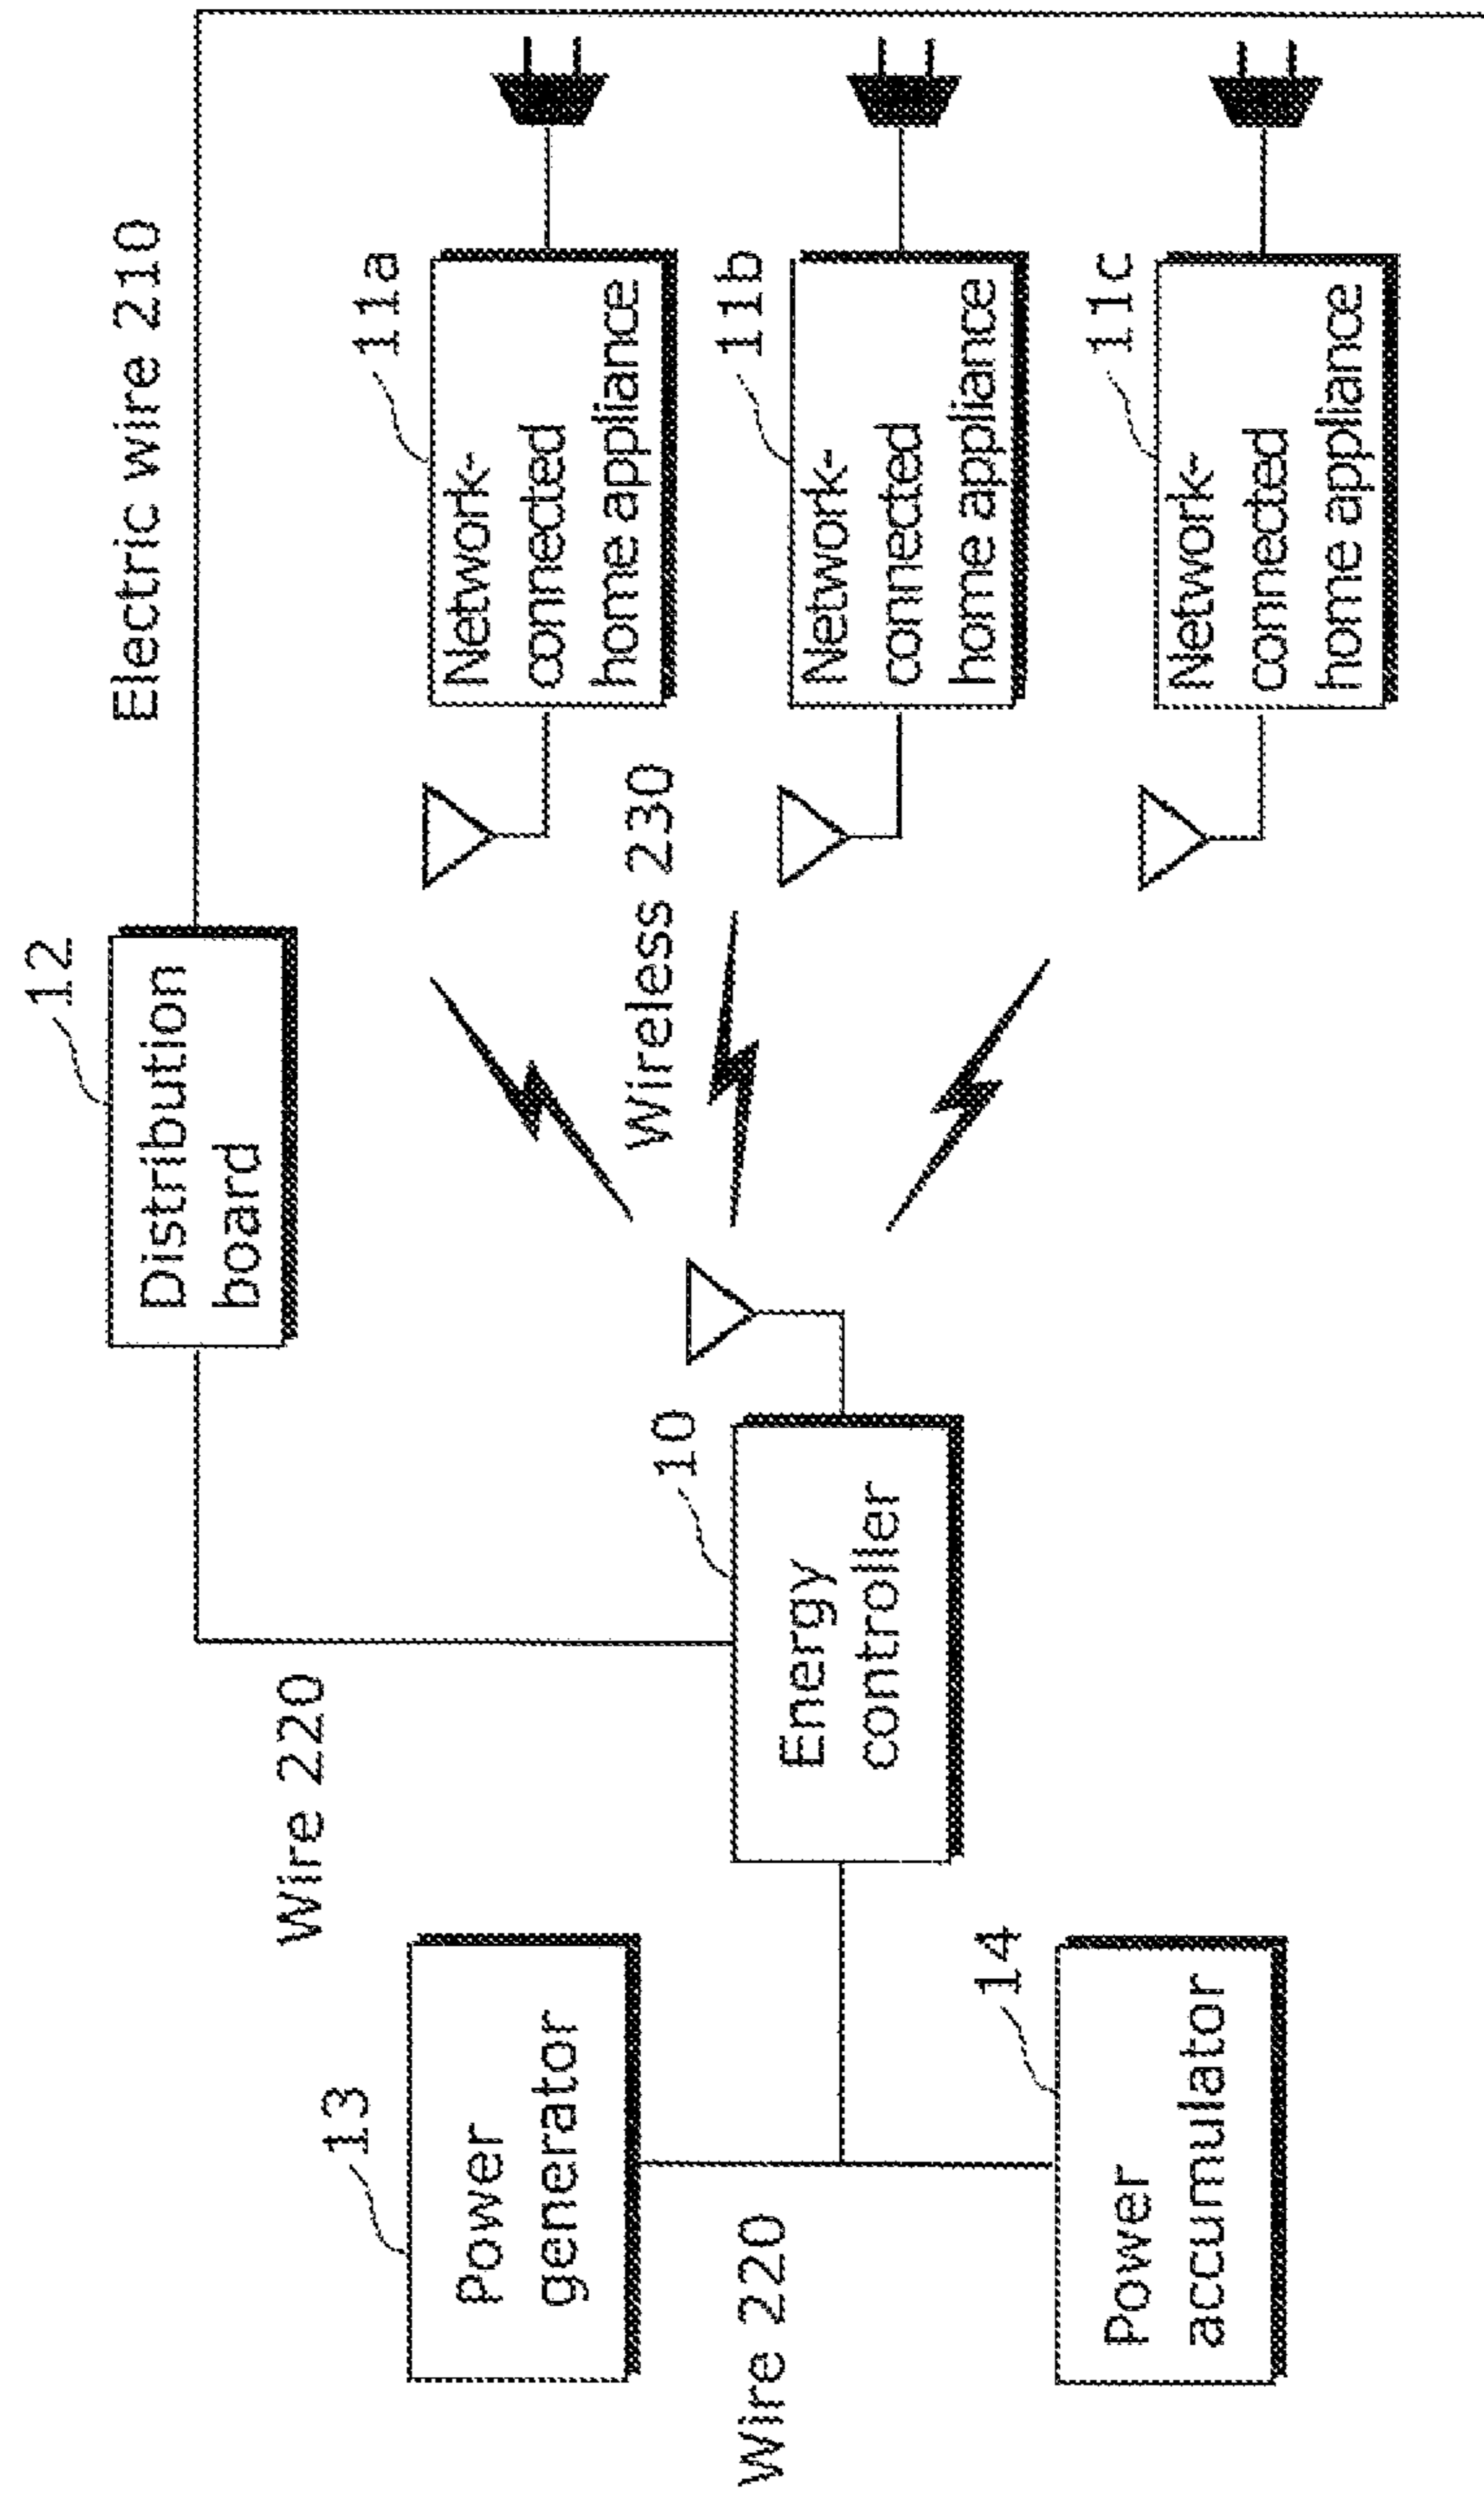 12
Distribution
board
Electric wire 210
Wire 220
13
Power
generator
10
Energy
controller
Wireless 230
11a
Network-
connected
home appliance
11b
Network-
connected
home appliance
Wire 220
14
Power
accumulator
11c
Network-
connected
home appliance